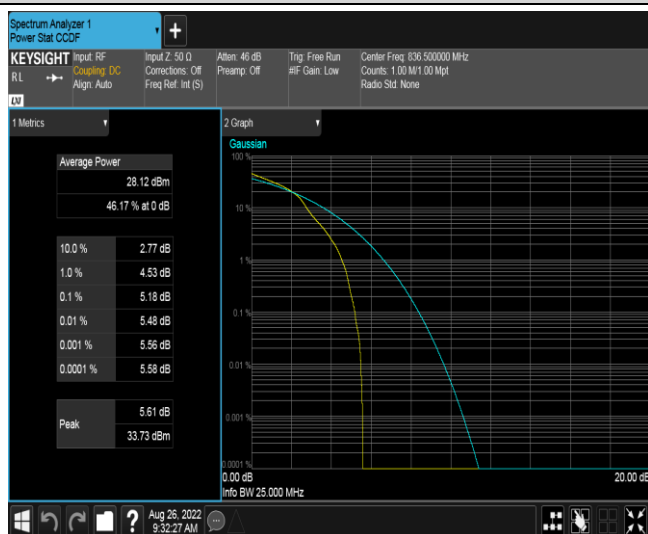 Spectrum Analyzer 1
Power Stat CCDF
+
KEYSIGHT
RL
LXI
Input: RF
Coupling: DC
Align: Auto
Input Z: 50 Ω
Corrections: Off
Freq Ref: Int (S)
Atten: 46 dB
Preamp: Off
Trig: Free Run
#IF Gain: Low
Center Freq: 836.500000 MHz
Counts: 1.00 M/1.00 Mpt
Radio Std: None
1 Metrics
Average Power
28.12 dBm
46.17 % at 0 dB
10.0 % 2.77 dB
1.0 % 4.53 dB
0.1 % 5.18 dB
0.01 % 5.48 dB
0.001 % 5.56 dB
0.0001 % 5.58 dB
Peak
5.61 dB
33.73 dBm
2 Graph
Gaussian
100 %
10 %
1 %
0.1 %
0.01 %
0.001 %
0.0001 %
0.00 dB 20.00 dB
Info BW 25.000 MHz
?
Aug 26, 2022
9:32:27 AM